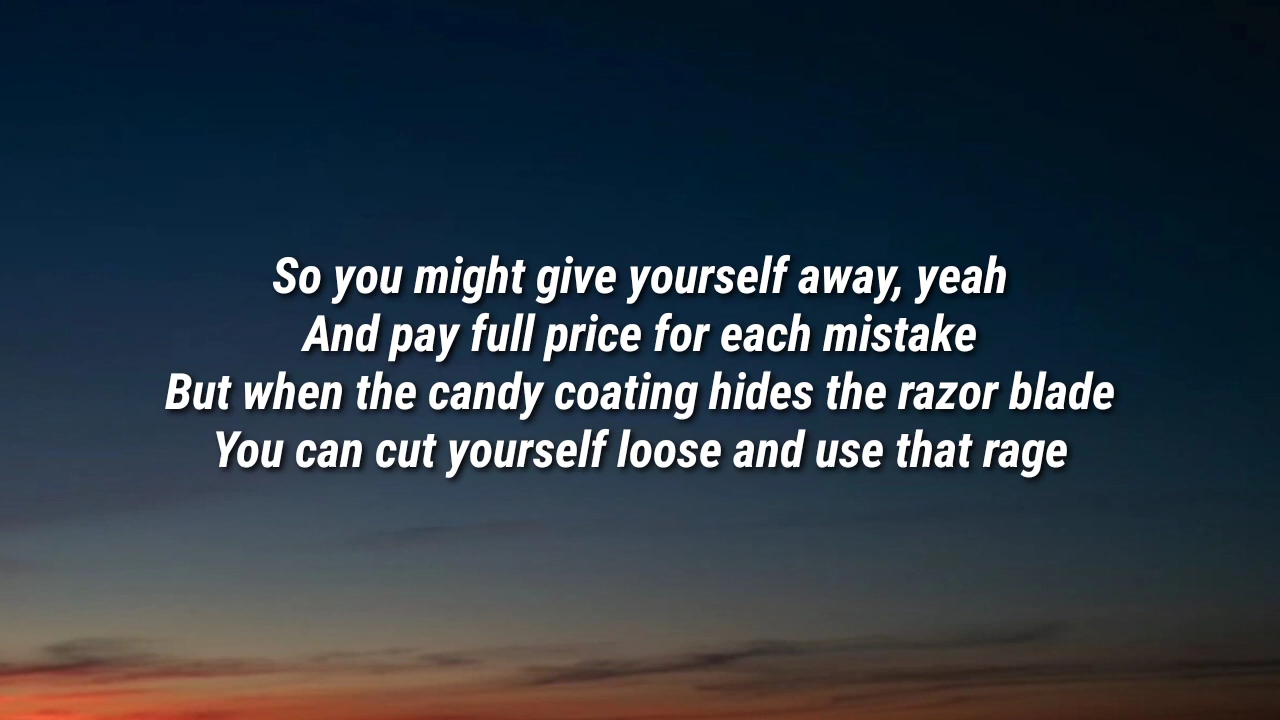 So you might give yourself away, yeah
And pay full price for each mistake
But when the candy coating hides the razor blade
You can cut yourself loose and use that rage